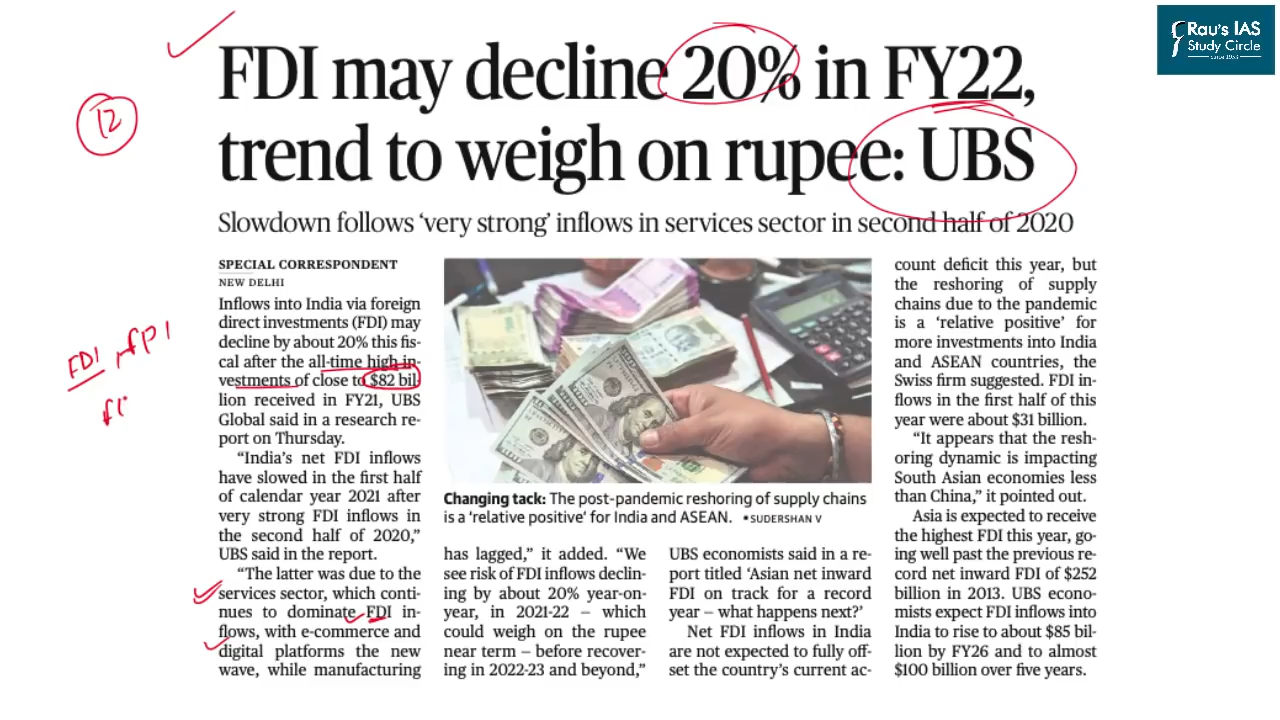 Rau's IAS
Study Circle
since 1953
FDI may decline 20% in FY22,
trend to weigh on rupee: UBS
Slowdown follows ‘very strong’ inflows in services sector in second half of 2020
12
FDI, FPI
FI
SPECIAL CORRESPONDENT
NEW DELHI
Inflows into India via foreign
direct investments (FDI) may
decline by about 20% this fis-
cal after the all-time high in-
vestments of close to $82 bil-
lion received in FY21, UBS
Global said in a research re-
port on Thursday.
“India’s net FDI inflows
have slowed in the first half
of calendar year 2021 after
very strong FDI inflows in
the second half of 2020,”
UBS said in the report.
“The latter was due to the
services sector, which conti-
nues to dominate FDI in-
flows, with e-commerce and
digital platforms the new
wave, while manufacturing
Changing tack: The post-pandemic reshoring of supply chains
is a ‘relative positive‘ for India and ASEAN. •SUDERSHAN V
has lagged,” it added. “We
see risk of FDI inflows declin-
ing by about 20% year-on-
year, in 2021-22 – which
could weigh on the rupee
near term – before recover-
ing in 2022-23 and beyond,”
UBS economists said in a re-
port titled ‘Asian net inward
FDI on track for a record
year – what happens next?’
Net FDI inflows in India
are not expected to fully off-
set the country’s current ac-
count deficit this year, but
the reshoring of supply
chains due to the pandemic
is a ‘relative positive’ for
more investments into India
and ASEAN countries, the
Swiss firm suggested. FDI in-
flows in the first half of this
year were about $31 billion.
“It appears that the resh-
oring dynamic is impacting
South Asian economies less
than China,” it pointed out.
Asia is expected to receive
the highest FDI this year, go-
ing well past the previous re-
cord net inward FDI of $252
billion in 2013. UBS econo-
mists expect FDI inflows into
India to rise to about $85 bil-
lion by FY26 and to almost
$100 billion over five years.